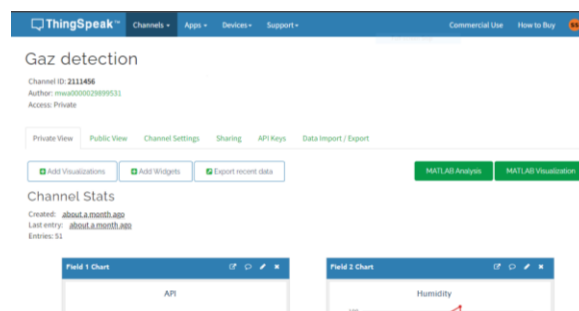 ThingSpeak™ Channels Apps Devices Support Commercial Use How to Buy
Gaz detection
Channel ID: 2111456
Author: mwa0000029899531
Access: Private
Private View Public View Channel Settings Sharing API Keys Data Import / Export
Add Visualizations Add Widgets Export recent data MATLAB Analysis MATLAB Visualization
Channel Stats
Created: about a month ago
Last entry: about a month ago
Entries: 51
Field 1 Chart Field 2 Chart
API Humidity